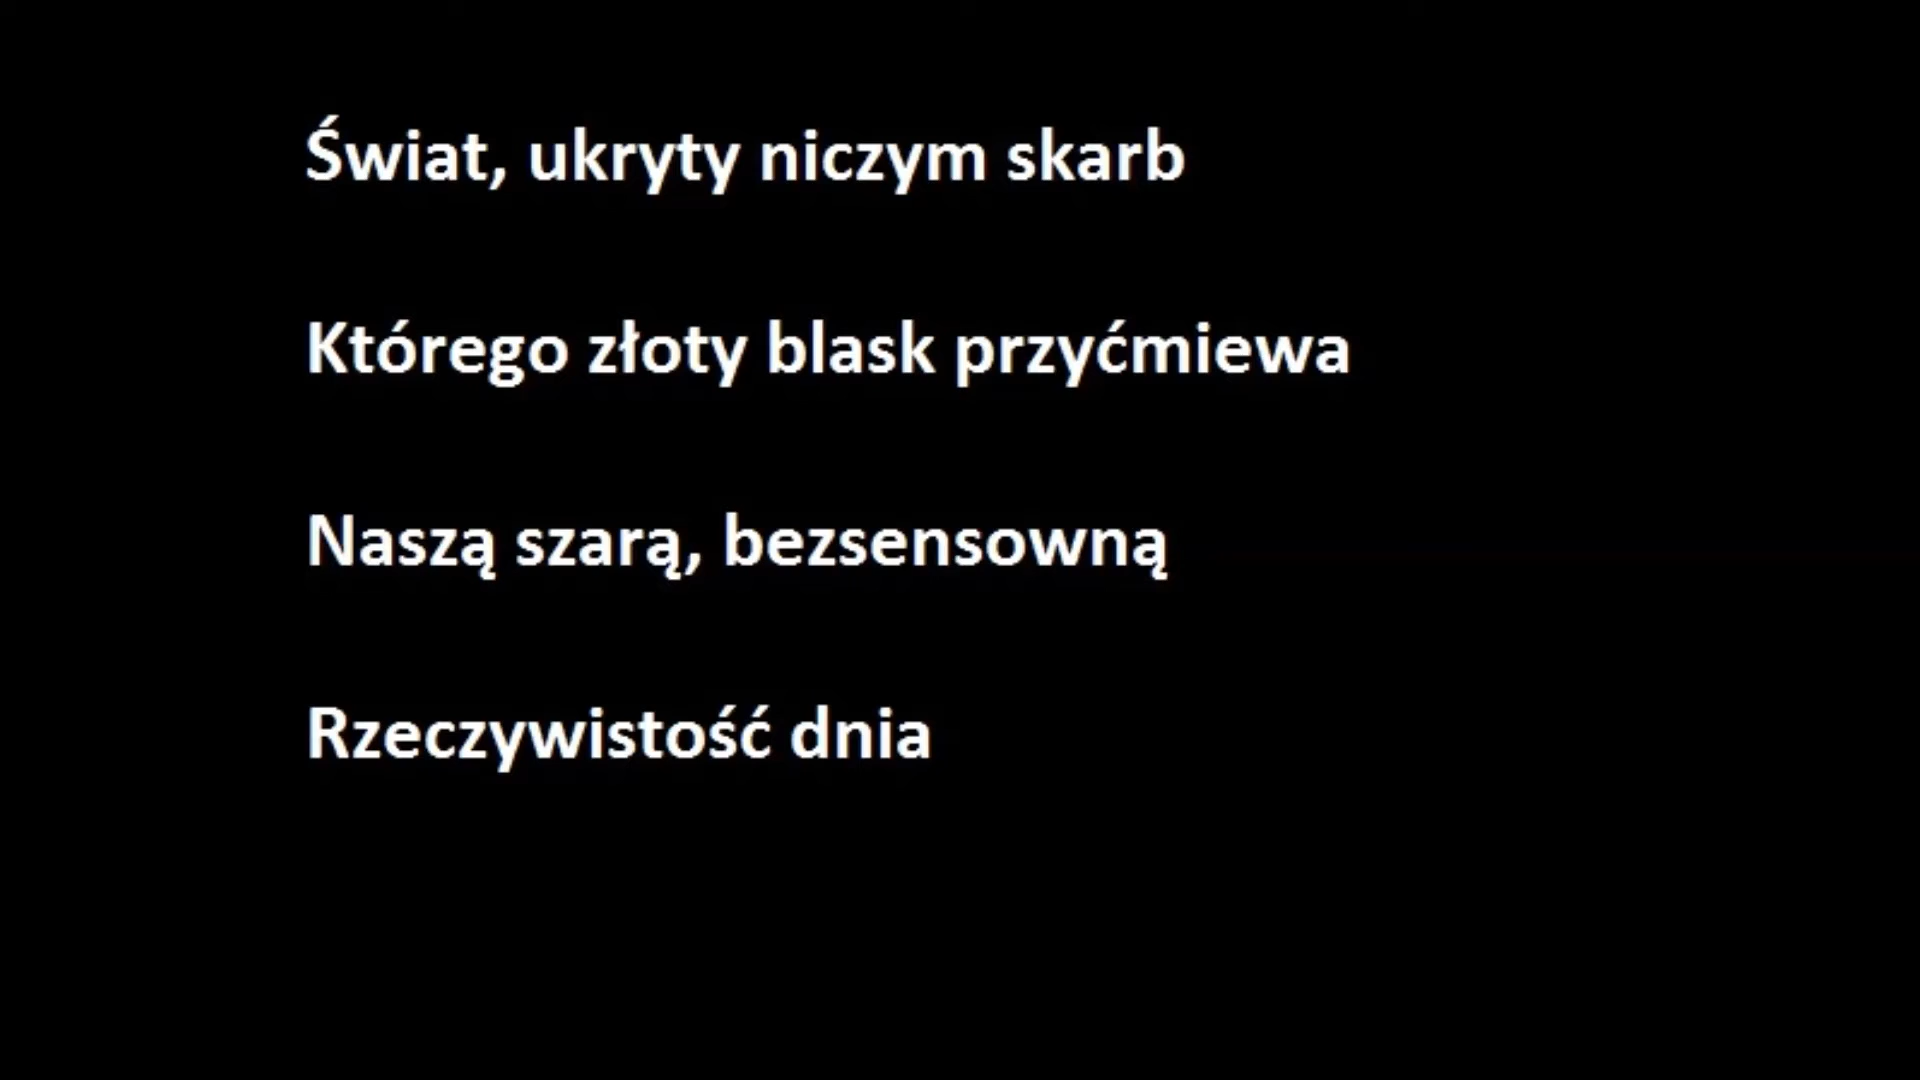 Świat, ukryty niczym skarb
Którego złoty blask przyćmiewa
Naszą szarą, bezsensowną
Rzeczywistość dnia